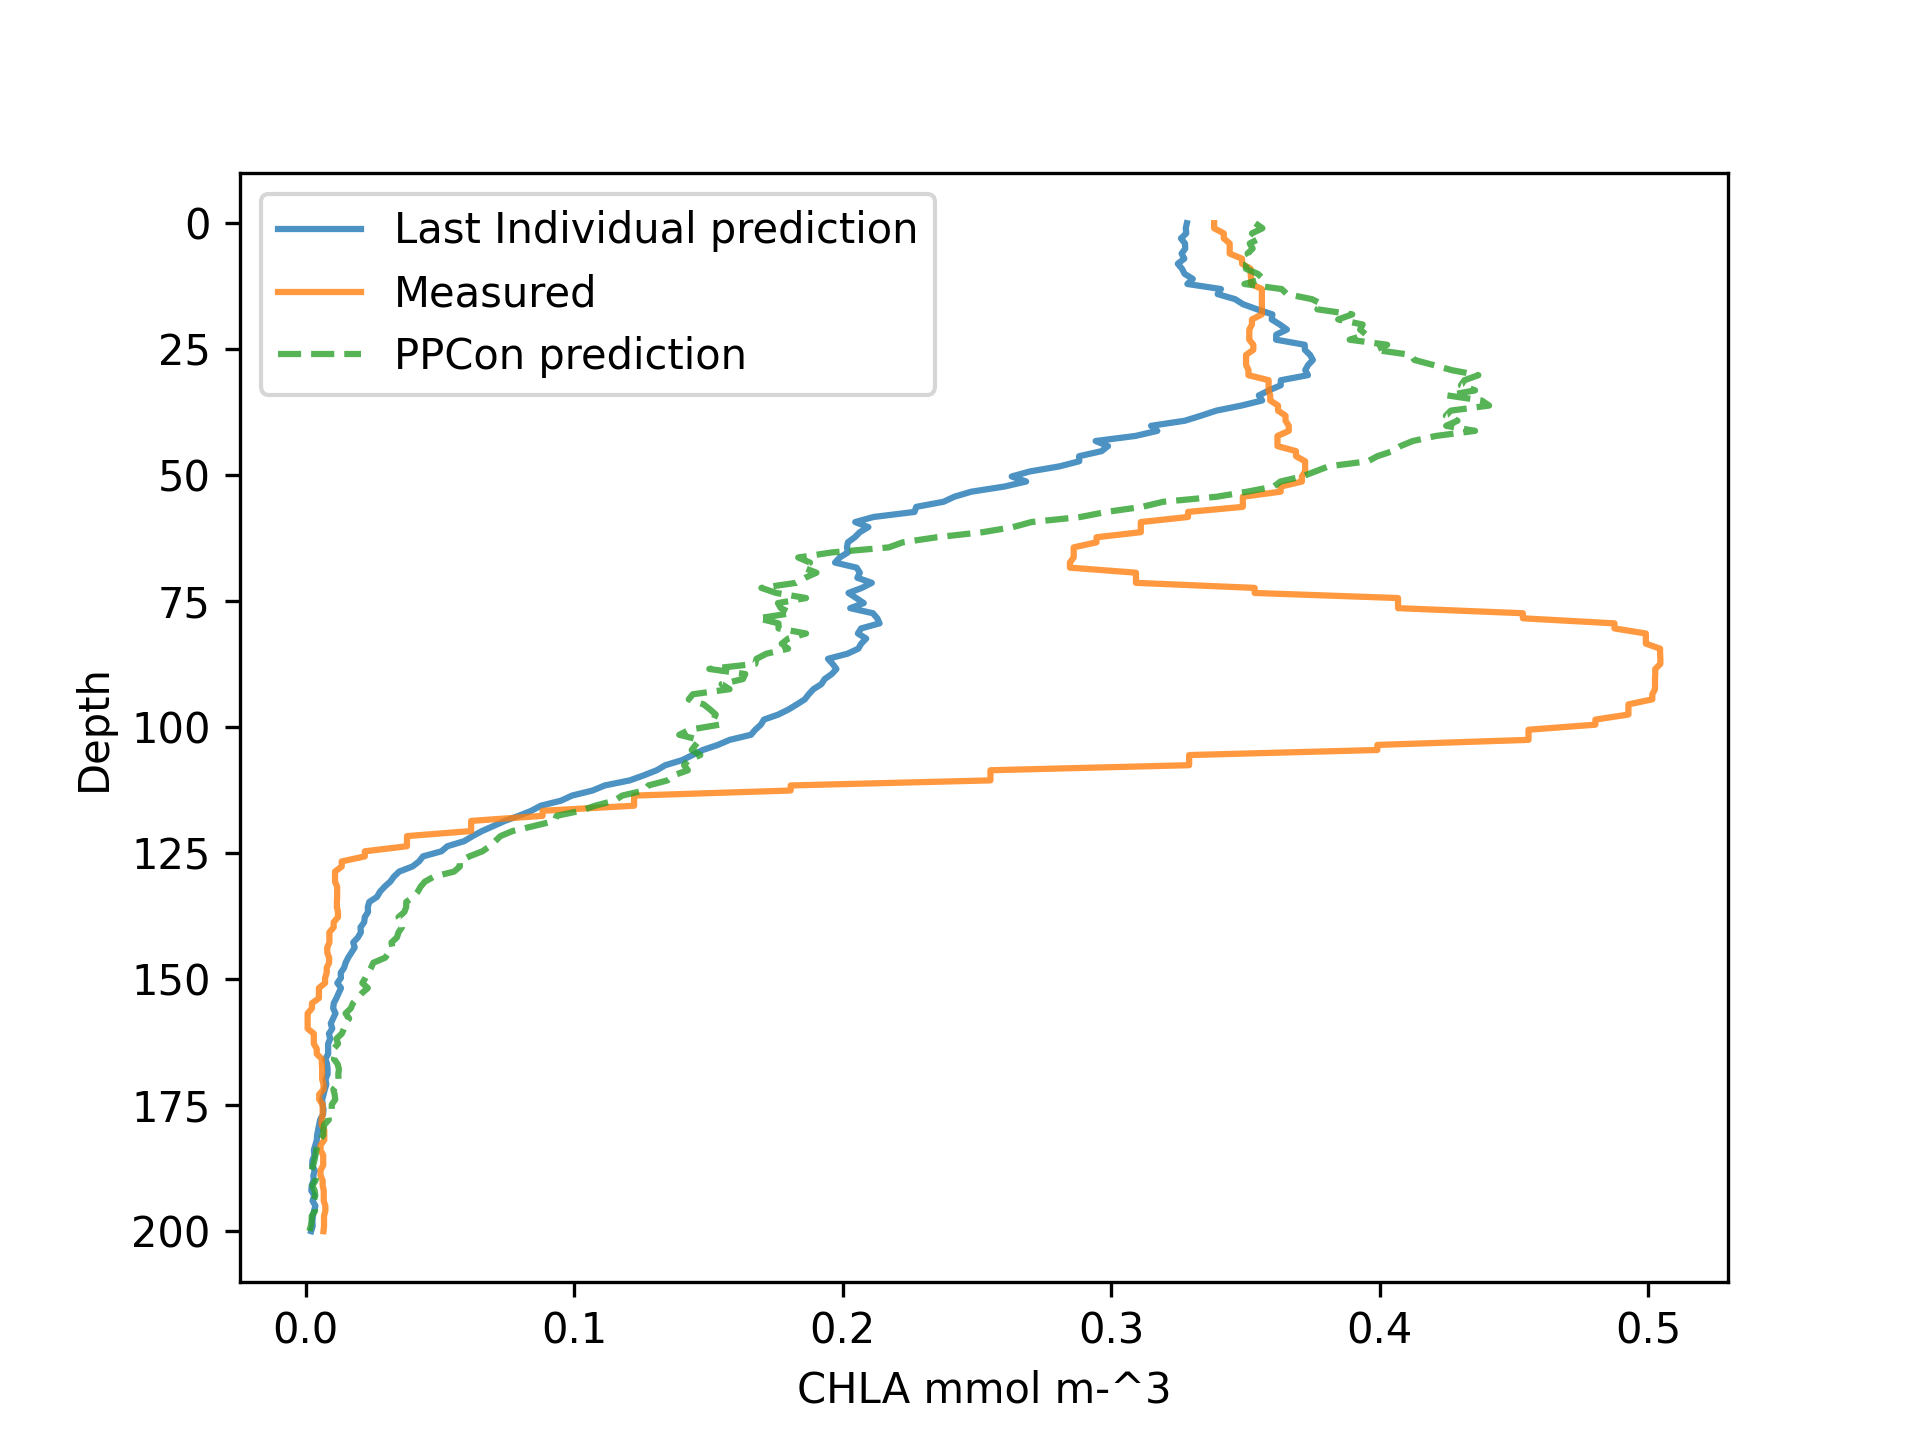 Last Individual prediction
Measured
PPCon prediction
0
25
50
75
100
125
150
175
200
Depth
0.0 0.1 0.2 0.3 0.4 0.5
CHLA mmol m-^3